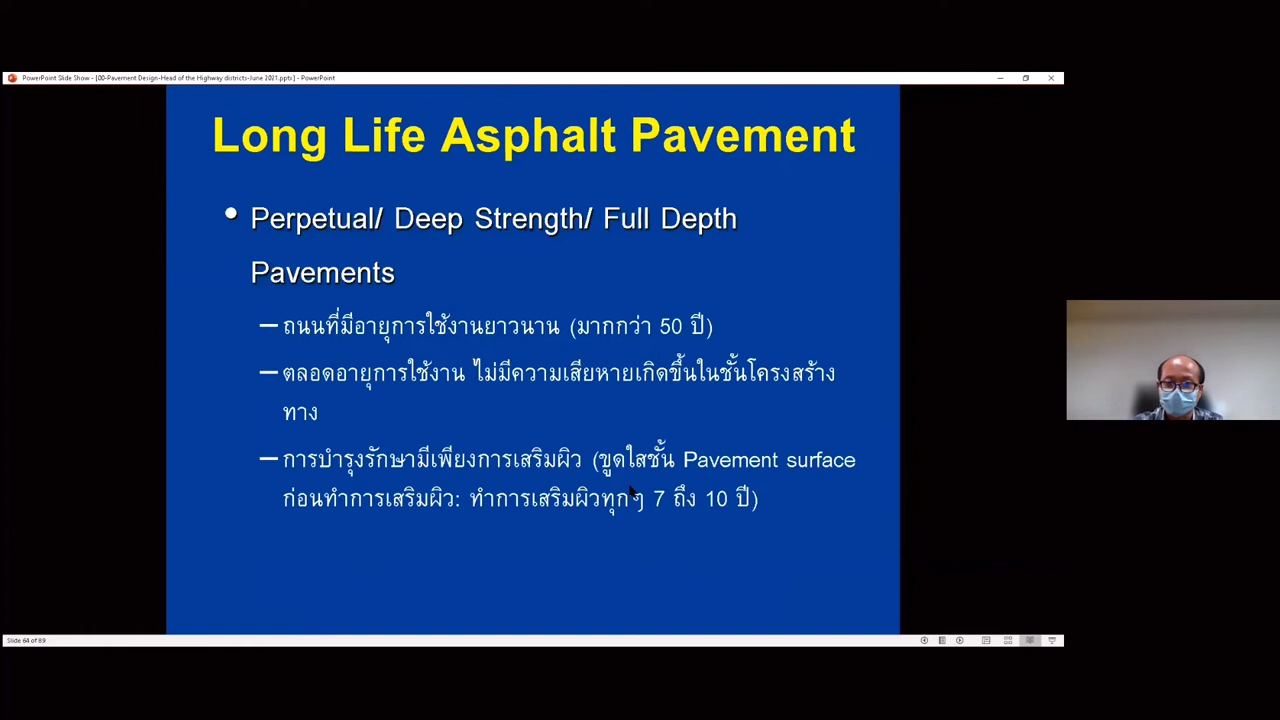 PowerPoint Slide Show - [00-Pavement Design-Head of the Highway districts-June 2021.pptx] - PowerPoint
Long Life Asphalt Pavement
• Perpetual/ Deep Strength/ Full Depth
Pavements
– ถนนที่มีอายุการใช้งานยาวนาน (มากกว่า 50 ปี)
– ตลอดอายุการใช้งาน ไม่มีความเสียหายเกิดขึ้นในชั้นโครงสร้าง
ทาง
– การบำรุงรักษามีเพียงการเสริมผิว (ขูดใสชั้น Pavement surface
ก่อนทำการเสริมผิว: ทำการเสริมผิวทุกๆ 7 ถึง 10 ปี)
Slide 64 of 89